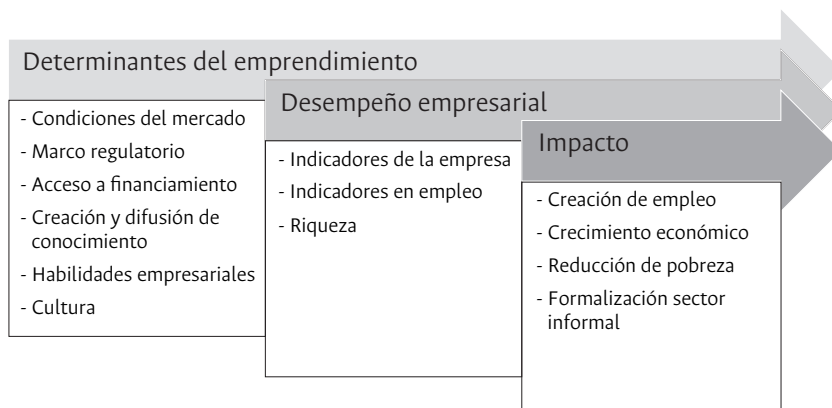 Determinantes del emprendimiento
- Condiciones del mercado
- Marco regulatorio
- Acceso a financiamiento
- Creación y difusión de
conocimiento
- Habilidades empresariales
- Cultura
Desempeño empresarial
- Indicadores de la empresa
- Indicadores en empleo
- Riqueza
Impacto
- Creación de empleo
- Crecimiento económico
- Reducción de pobreza
- Formalización sector
informal